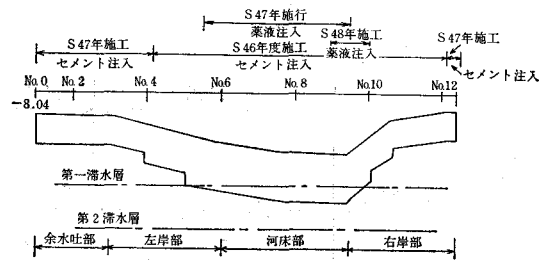 S47年施行
薬液注入
S47年施工
セメント注入
S46年度施工
セメント注入
S48年施工
薬液注入
S47年施工
セメント注入
No.0 No.2 No.4 No.6 No.8 No.10 No.12
-8.04
第一滞水層
第2滞水層
余水吐部 左岸部 河床部 右岸部